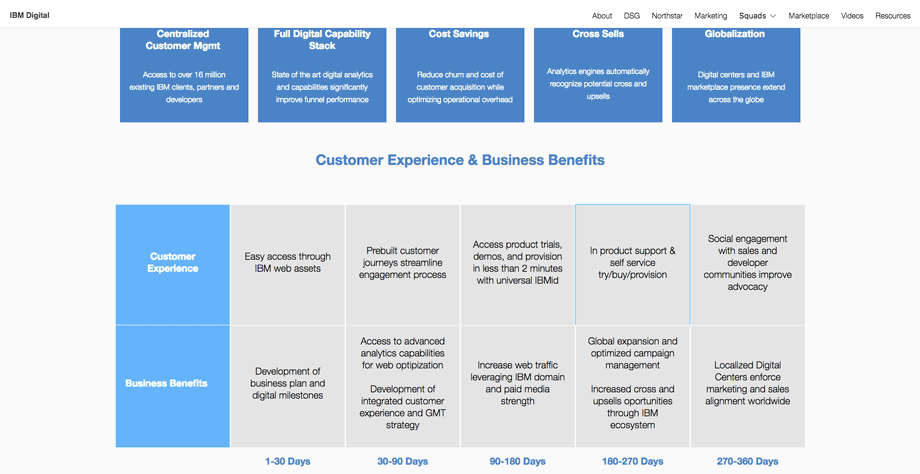 IBM Digital
About DSG Northstar Marketing Squads Marketplace Videos Resources
Centralized
Customer Mgmt
Access to over 16 million
existing IBM clients, partners and
developers
Full Digital Capability
Stack
State of the art digital analytics
and capabilities significantly
improve funnel performance
Cost Savings
Reduce churn and cost of
customer acquisition while
optimizing operational overhead
Cross Sells
Analytics engines automatically
recognize potential cross and
upsells
Globalization
Digital centers and IBM
marketplace presence extend
across the globe
Customer Experience & Business Benefits
Customer
Experience
Easy access through
IBM web assets
Prebuilt customer
journeys streamline
engagement process
Access product trials,
demos, and provision
in less than 2 minutes
with universal IBMid
In product support &
self service
try/buy/provision
Social engagement
with sales and
developer
communities improve
advocacy
Business Benefits
Development of
business plan and
digital milestones
Access to advanced
analytics capabilities
for web optipization
Development of
integrated customer
experience and GMT
strategy
Increase web traffic
leveraging IBM domain
and paid media
strength
Global expansion and
optimized campaign
management
Increased cross and
upsells oportunities
through IBM
ecosystem
Localized Digital
Centers enforce
marketing and sales
alignment worldwide
1-30 Days
30-90 Days
90-180 Days
180-270 Days
270-360 Days